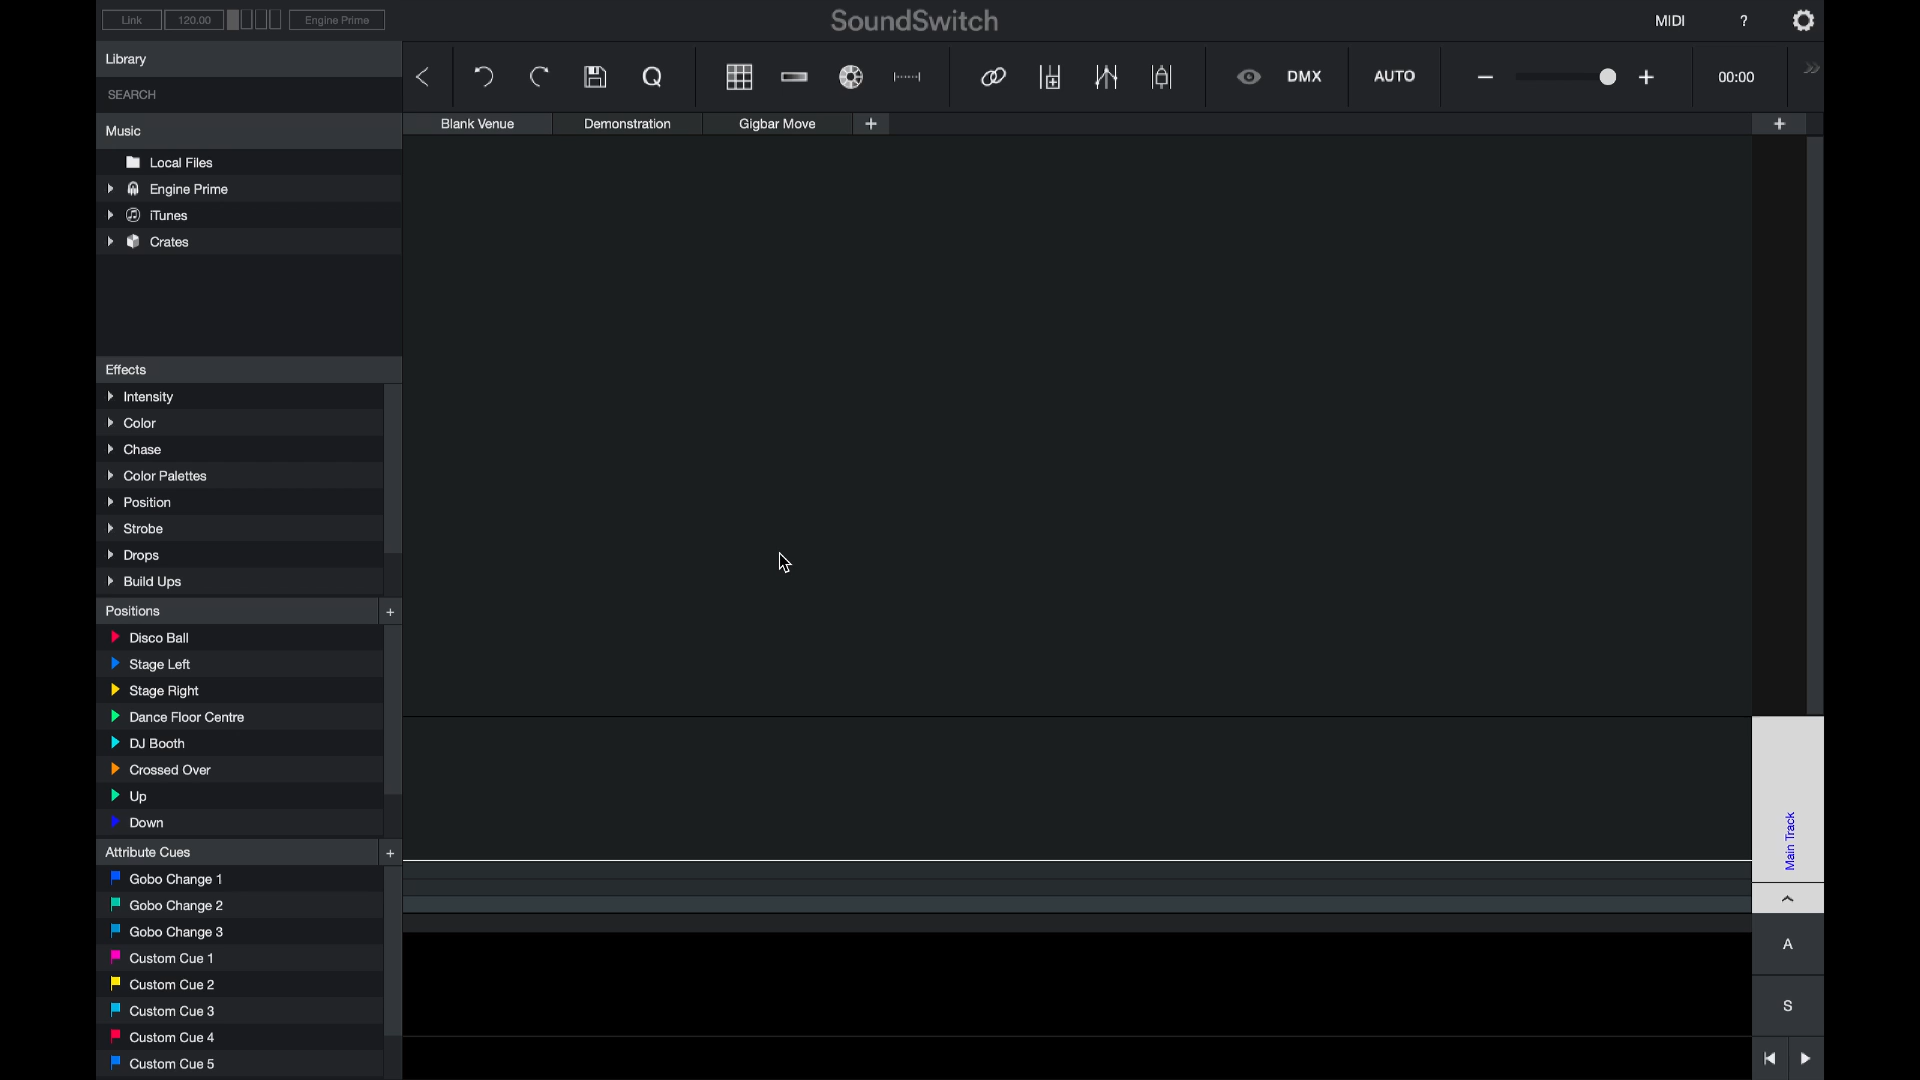 Link 120.00 Engine Prime SoundSwitch MIDI ?
Library
SEARCH
Q DMX AUTO 00:00
Music
Blank Venue Demonstration Gigbar Move + +
Local Files
Engine Prime
iTunes
Crates
Effects
Intensity
Color
Chase
Color Palettes
Position
Strobe
Drops
Build Ups
Positions +
Disco Ball
Stage Left
Stage Right
Dance Floor Centre
DJ Booth
Crossed Over
Up
Down
Main Track
Attribute Cues +
Gobo Change 1
Gobo Change 2
Gobo Change 3
Custom Cue 1
Custom Cue 2
Custom Cue 3
Custom Cue 4
Custom Cue 5
A
S